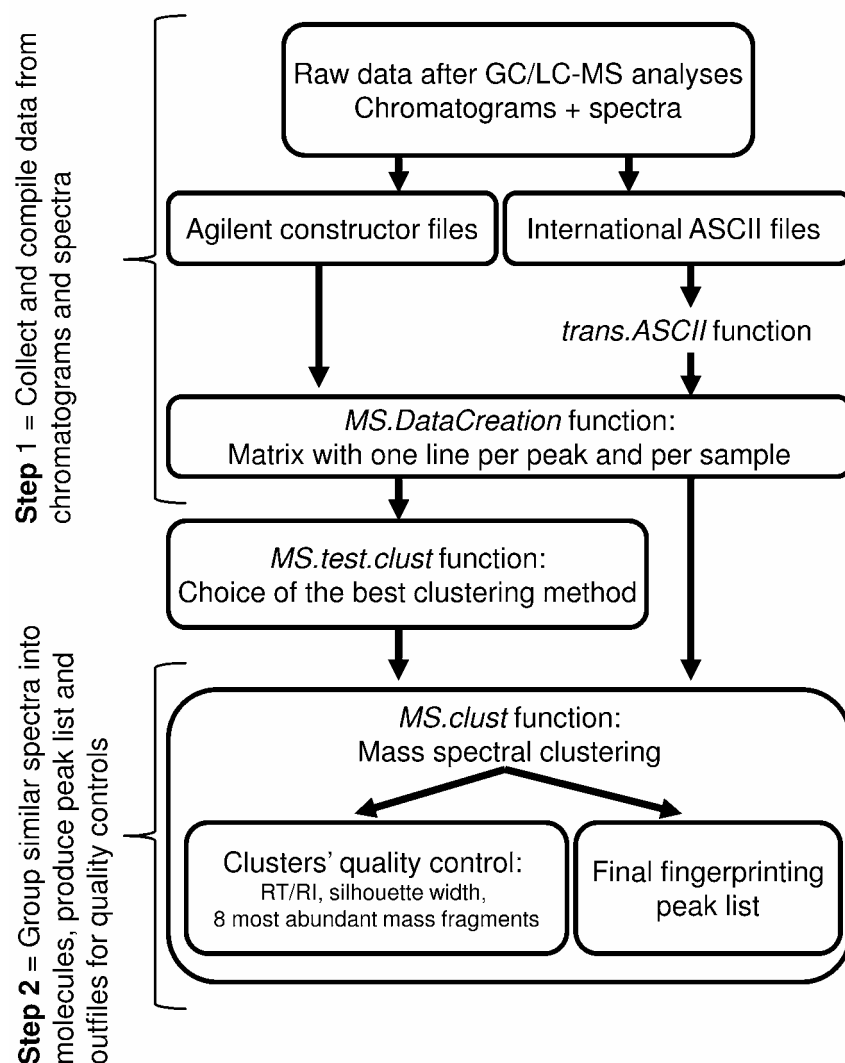 Raw data after GC/LC-MS analyses
Chromatograms + spectra
Agilent constructor files
International ASCII files
trans.ASCII function
MS.DataCreation function:
Matrix with one line per peak and per sample
Step 1 = Collect and compile data from
chromatograms and spectra
MS.test.clust function:
Choice of the best clustering method
MS.clust function:
Mass spectral clustering
Clusters’ quality control:
RT/RI, silhouette width,
8 most abundant mass fragments
Final fingerprinting
peak list
Step 2 = Group similar spectra into
molecules, produce peak list and
outfiles for quality controls